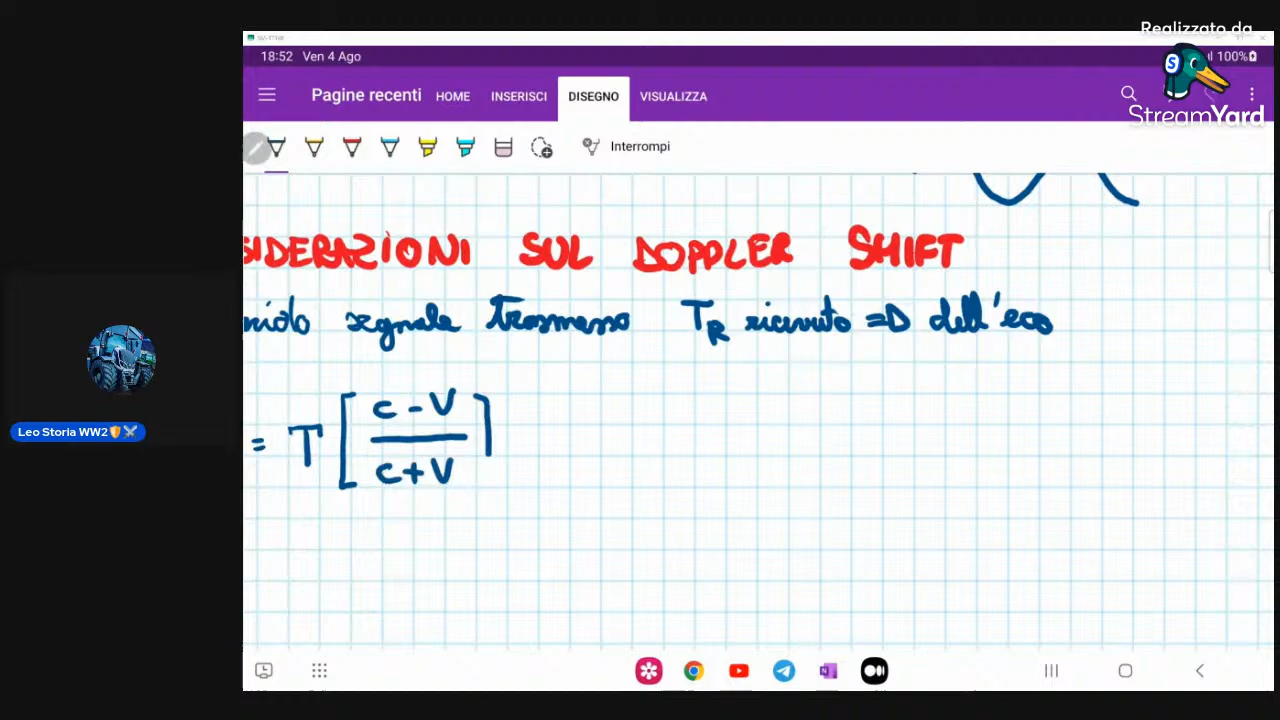 Realizzato da
StreamYard
18:52 Ven 4 Ago
100%
Pagine recenti HOME INSERISCI DISEGNO VISUALIZZA
Interrompi
SIDERAZIONI SUL DOPPLER SHIFT
segnale trasmesso T_R ricevuto => dell'eco
= T [ c - V / c + V ]
Leo Storia WW2🛡️⚔️